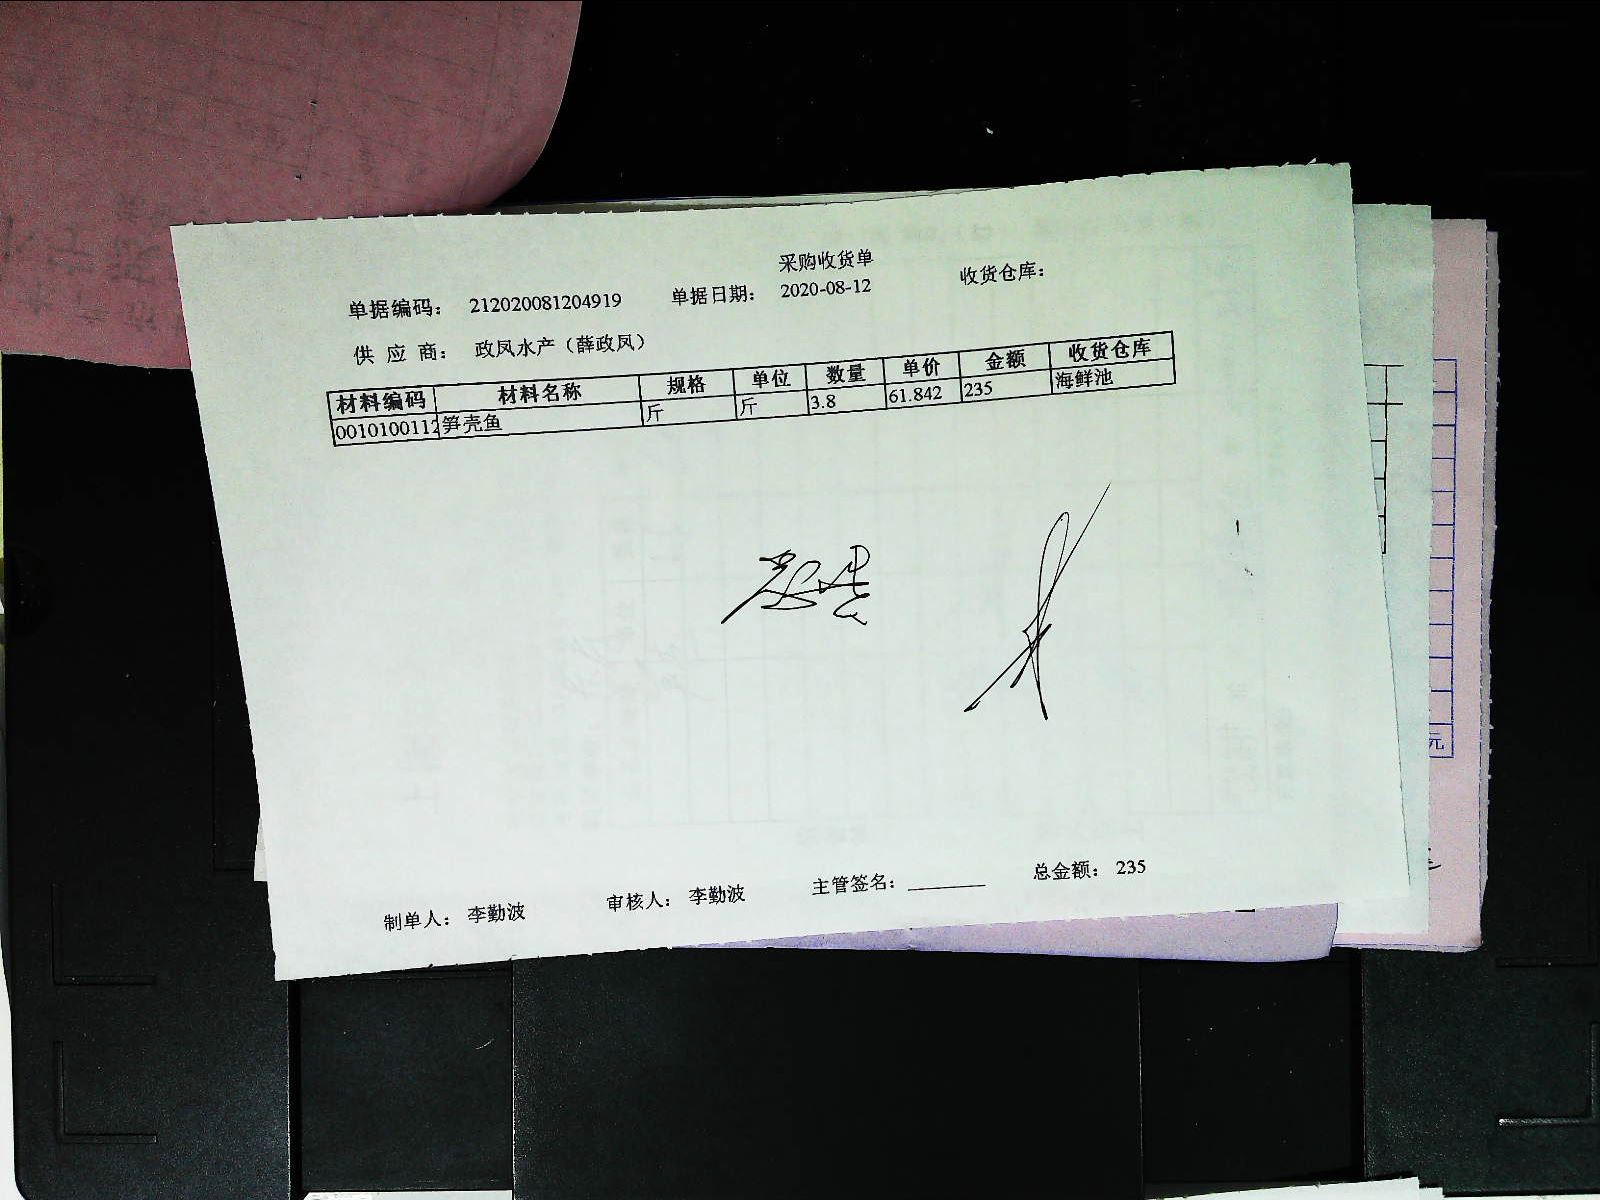 采购收货单
单据编码： 212020081204919 单据日期： 2020-08-12 收货仓库：
供 应 商： 政凤水产（薛政凤）
材料编码 材料名称 规格 单位 数量 单价 金额 收货仓库
0010100112 笋壳鱼 斤 斤 3.8 61.842 235 海鲜池
制单人： 李勤波 审核人： 李勤波 主管签名：________ 总金额： 235
元